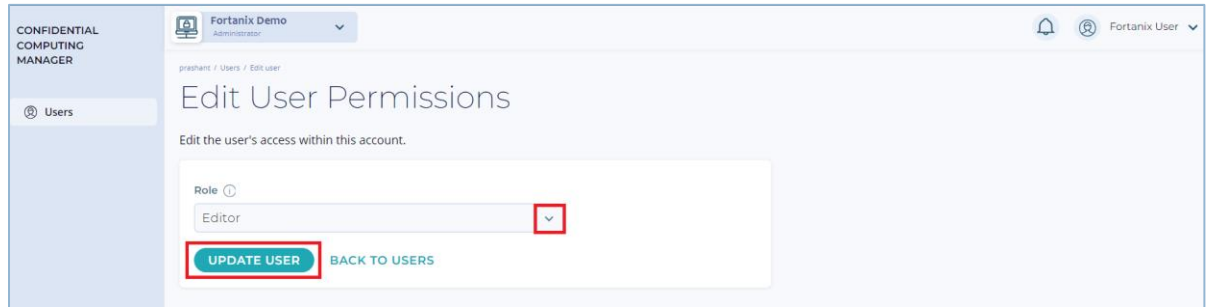 CONFIDENTIAL
COMPUTING
MANAGER
Users
Fortanix Demo
Administrator
Fortanix User
prashant / Users / Edit user
Edit User Permissions
Edit the user's access within this account.
Role
Editor
UPDATE USER BACK TO USERS